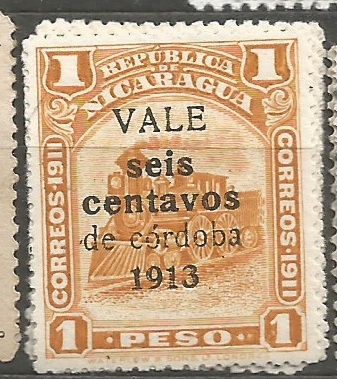 1 REPUBLICA 1
DE
NICARAGUA
CORREOS·1911
CORREOS·1911
VALE
seis
centavos
de córdoba
1913
1 ·PESO· 1